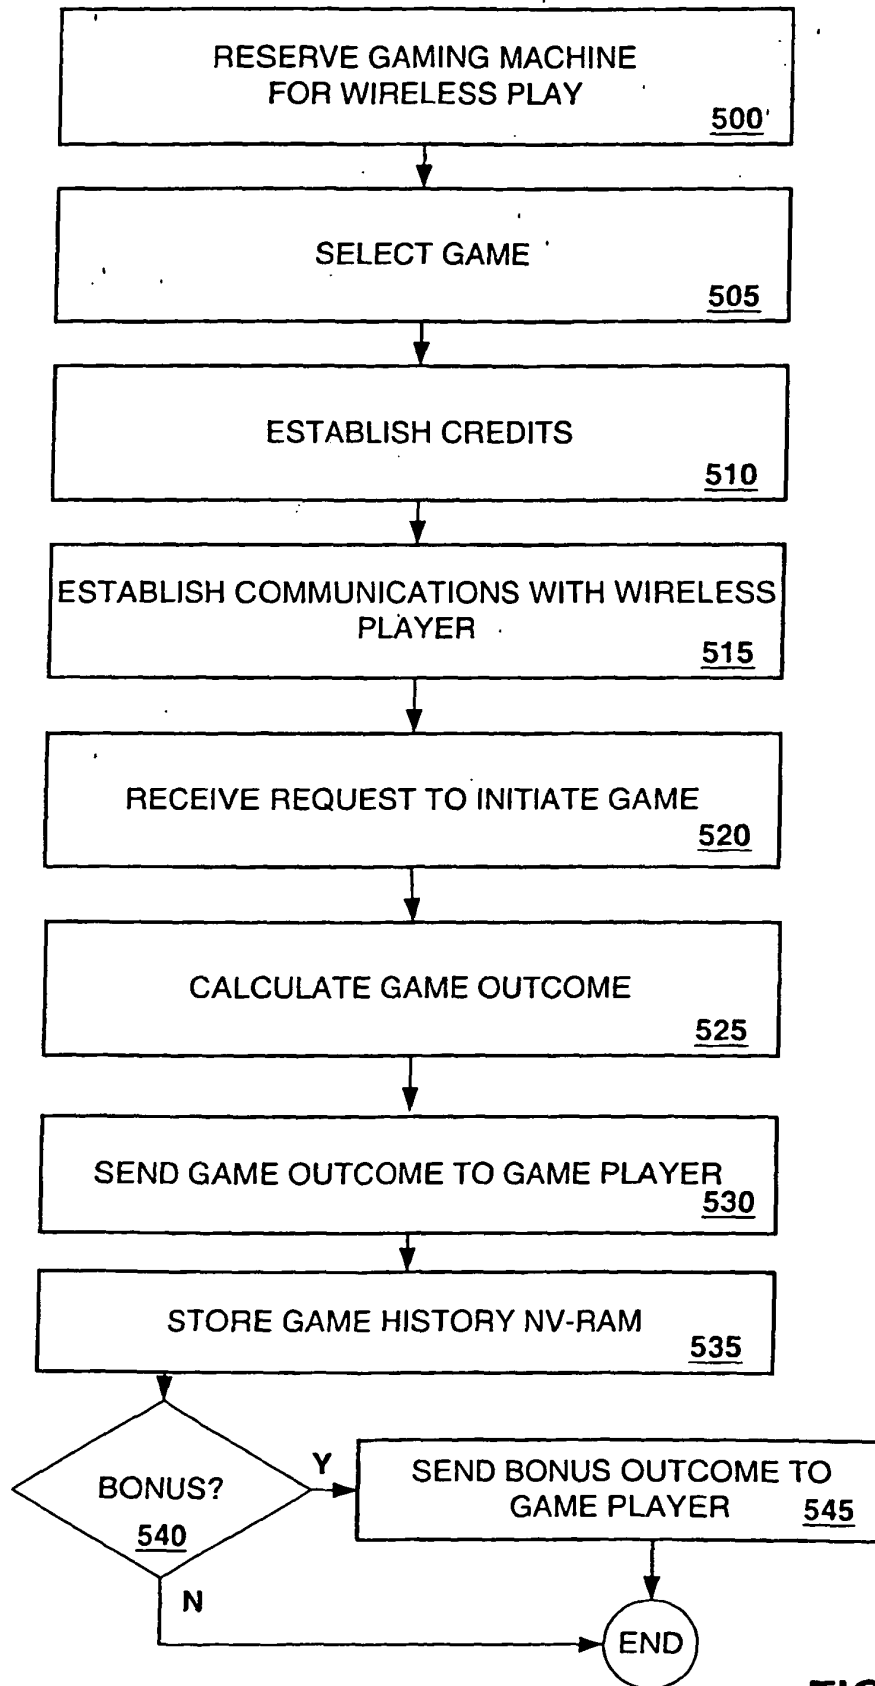 RESERVE GAMING MACHINE
FOR WIRELESS PLAY
500
SELECT GAME
505
ESTABLISH CREDITS
510
ESTABLISH COMMUNICATIONS WITH WIRELESS
PLAYER
515
RECEIVE REQUEST TO INITIATE GAME
520
CALCULATE GAME OUTCOME
525
SEND GAME OUTCOME TO GAME PLAYER
530
STORE GAME HISTORY NV-RAM
535
BONUS?
540
Y
SEND BONUS OUTCOME TO
GAME PLAYER 545
N
END